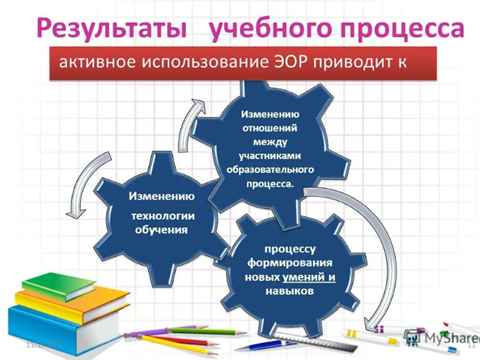 Результаты учебного процесса
активное использование ЭОР приводит к
Изменению
отношений
между
участниками
образовательного
процесса.
Изменению
технологии
обучения
процессу
формирования
новых умений и
навыков
MyShared
11